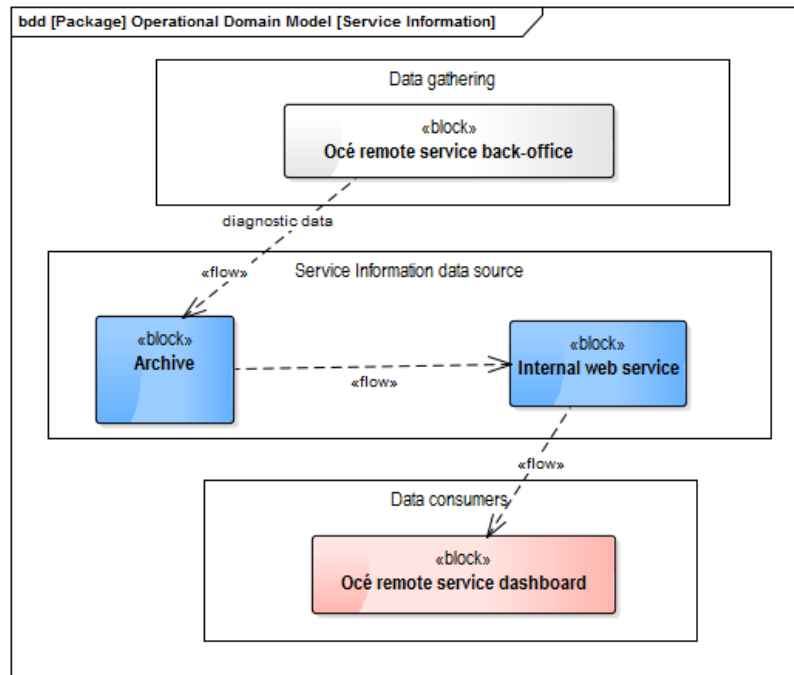 bdd [Package] Operational Domain Model [Service Information]
Data gathering
«block»
Océ remote service back-office
diagnostic data
«flow»
Service Information data source
«block»
Archive
«flow»
«block»
Internal web service
«flow»
Data consumers
«block»
Océ remote service dashboard